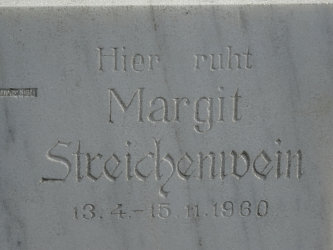 Hier ruht
Margit
Streichenwein
13.4.-15.11.1960